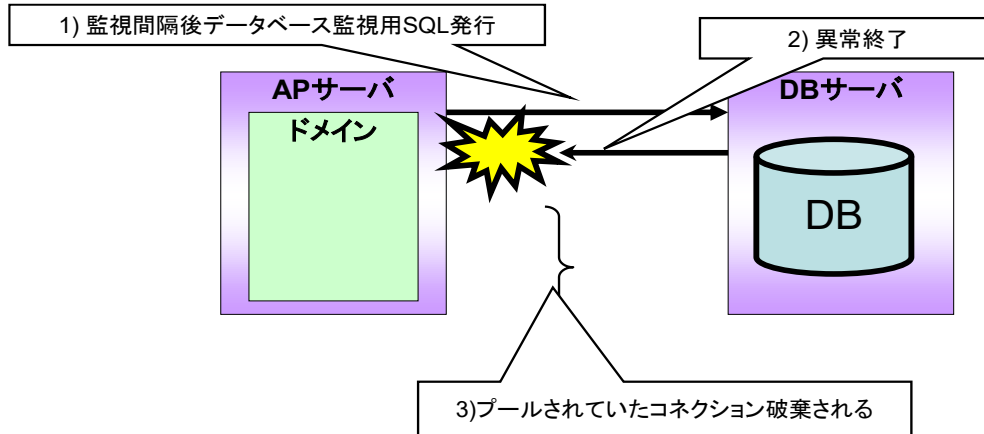 1) 監視間隔後データベース監視用SQL発行
2) 異常終了
APサーバ
DBサーバ
ドメイン
DB
3)プールされていたコネクション破棄される